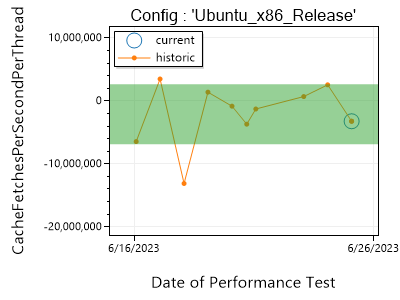 Config : 'Ubuntu_x86_Release'
CacheFetchesPerSecondPerThread
10,000,000
0
-10,000,000
-20,000,000
current
historic
6/16/2023
6/26/2023
Date of Performance Test